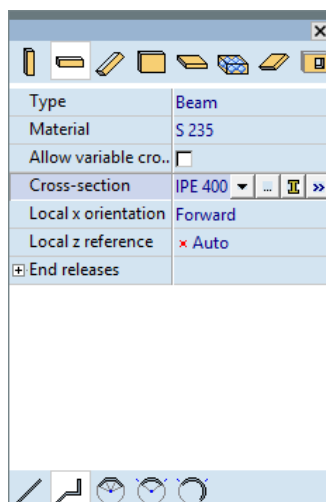 Type Beam
Material S 235
Allow variable cro..
Cross-section IPE 400 ... »
Local x orientation Forward
Local z reference × Auto
End releases